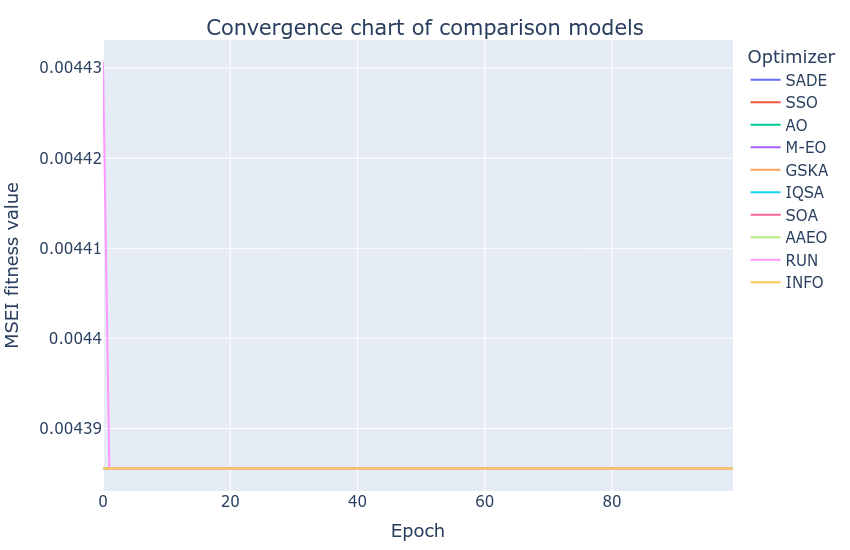 Convergence chart of comparison models
MSEI fitness value
0.00443
0.00442
0.00441
0.0044
0.00439
0
20
40
60
80
Epoch
Optimizer
SADE
SSO
AO
M-EO
GSKA
IQSA
SOA
AAEO
RUN
INFO